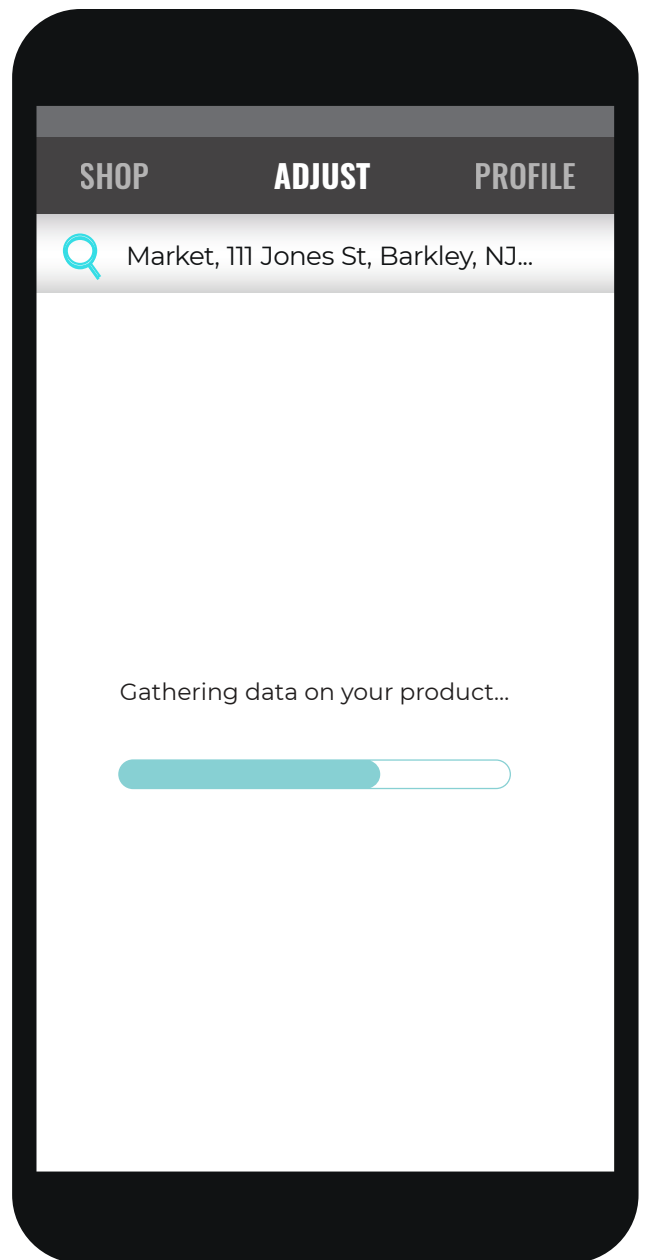 SHOP ADJUST PROFILE
Market, 111 Jones St, Barkley, NJ...
Gathering data on your product...